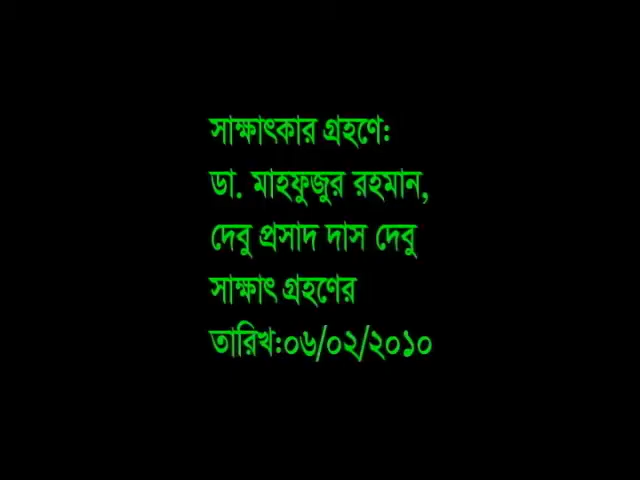 সাক্ষাৎকার গ্রহণে:
ডা. মাহফুজুর রহমান,
দেবু প্রসাদ দাস দেবু
সাক্ষাৎ গ্রহণের
তারিখ:০৬/০২/২০১০